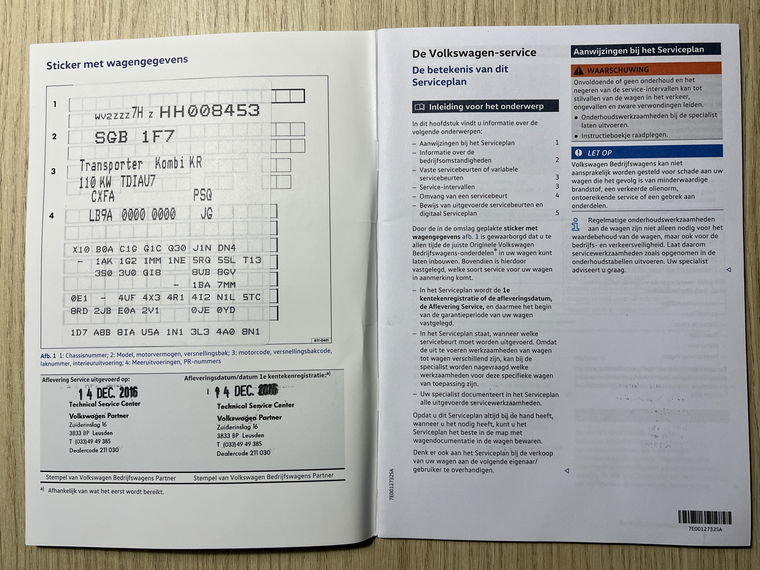 Sticker met wagengegevens
1
WV2ZZZ7H Z HH008453
2
SGB 1F7
3
Transporter Kombi KR
110 KW TDIAU7
CXFA PSQ
4
LB9A 0000 0000 JG
X10 B0A C1G G1C Q30 J1N DN4
- 1AK 1G2 1MM 1NE 5RG 5SL T13
3S0 3U0 GI8 8UB 8GV
- 1BA 7MM
0E1 - 4UF 4X3 4R1 4I2 N1L 5TC
8RD 2JB E0A 2V1 0JE 0YD
1D7 A8B 8IA U5A 1N1 3L3 4A0 8N1
B1T-0401
Afb. 1 1: Chassisnummer; 2: Model, motorvermogen, versnellingsbak; 3: motorcode, versnellingsbakcode,
laknummer, interieuruitvoering; 4: Meeruitvoeringen, PR-nummers
Aflevering Service uitgevoerd op:
14 DEC. 2016
Technical Service Center
Volkswagen Partner
Zuiderinslag 16
3833 BP Leusden
T (033)49 49 385
Dealercode 211 030
Stempel van Volkswagen Bedrijfswagens Partner
Afleveringsdatum/datum 1e kentekenregistratie:a)
14 DEC. 2016
Technical Service Center
Volkswagen Partner
Zuiderinslag 16
3833 BP Leusden
T (033)49 49 385
Dealercode 211 030
Stempel van Volkswagen Bedrijfswagens Partner
a) Afhankelijk van wat het eerst wordt bereikt.
De Volkswagen-service
De betekenis van dit
Serviceplan
Inleiding voor het onderwerp
In dit hoofdstuk vindt u informatie over de
volgende onderwerpen:
– Aanwijzingen bij het Serviceplan 1
– Informatie over de
bedrijfsomstandigheden 2
– Vaste servicebeurten of variabele
servicebeurten 3
– Service-intervallen 3
– Omvang van een servicebeurt 4
– Bewijs van uitgevoerde servicebeurten en
digitaal Serviceplan 5
Door de in de omslag geplakte sticker met
wagengegevens afb. 1 is gewaarborgd dat u te
allen tijde de juiste Originele Volkswagen
Bedrijfswagens-onderdelen® in uw wagen kunt
laten inbouwen. Bovendien is hierdoor
vastgelegd, welke soort service voor uw wagen
in aanmerking komt.
– In het Serviceplan wordt de 1e
kentekenregistratie of de afleveringsdatum,
de Aflevering Service, en daarmee het begin
van de garantieperiode van uw wagen
vastgelegd.
– In het Serviceplan staat, wanneer welke
servicebeurt moet worden uitgevoerd. Omdat
de uit te voeren werkzaamheden van wagen
tot wagen verschillend zijn, kan bij de
specialist worden nagevraagd welke
werkzaamheden voor deze specifieke wagen
van toepassing zijn.
– Uw specialist documenteert in het Serviceplan
alle uitgevoerde servicewerkzaamheden.
Opdat u dit Serviceplan altijd bij de hand heeft,
wanneer u het nodig heeft, kunt u het
Serviceplan het beste in de map met
wagendocumentatie in de wagen bewaren.
Denk er ook aan het Serviceplan bij de verkoop
van uw wagen aan de volgende eigenaar/
gebruiker te overhandigen.
7E0012732SA
Aanwijzingen bij het Serviceplan
WAARSCHUWING
Onvoldoende of geen onderhoud en het
negeren van de service-intervallen kan tot
stilvallen van de wagen in het verkeer,
ongevallen en zware verwondingen leiden.
● Onderhoudswerkzaamheden bij de specialist
laten uitvoeren.
● Instructieboekje raadplegen.
LET OP
Volkswagen Bedrijfswagens kan niet
aansprakelijk worden gesteld voor schade aan uw
wagen die het gevolg is van minderwaardige
brandstof, een verkeerde olienorm,
ontoereikende service of een gebrek aan
onderdelen.
Regelmatige onderhoudswerkzaamheden
aan de wagen zijn niet alleen nodig voor het
waardebehoud van de wagen, maar ook voor de
bedrijfs- en verkeersveiligheid. Laat daarom
servicewerkzaamheden zoals opgenomen in de
onderhoudstabellen uitvoeren. Uw specialist
adviseert u graag.
7E0012732SA